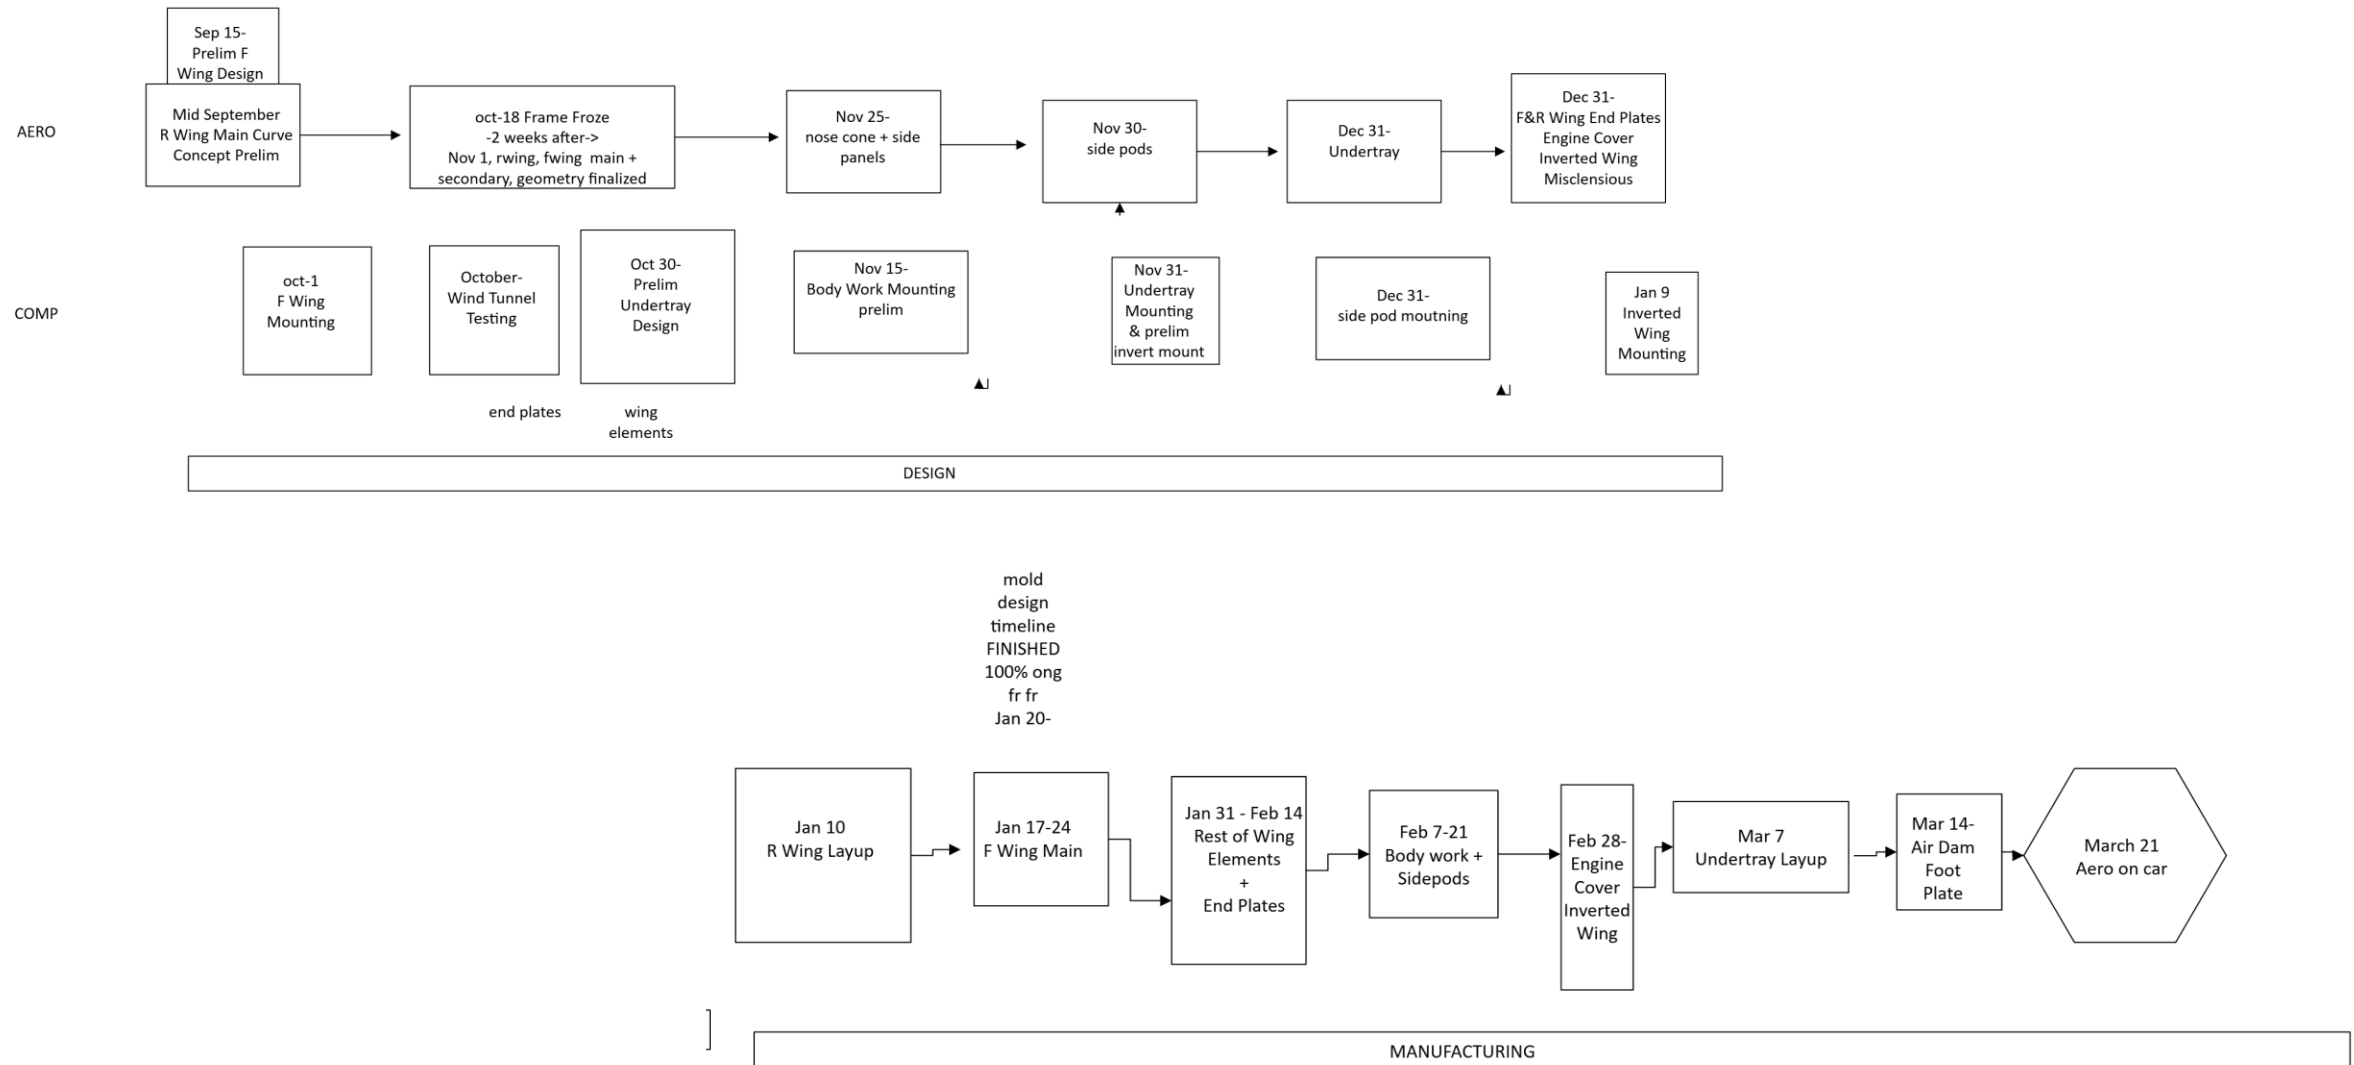 Sep 15-
Prelim F
Wing Design
AERO
Mid September
R Wing Main Curve
Concept Prelim
oct-18 Frame Froze
-2 weeks after->
Nov 1, rwing, fwing main +
secondary, geometry finalized
Nov 25-
nose cone + side
panels
Nov 30-
side pods
Dec 31-
Undertray
Dec 31-
F&R Wing End Plates
Engine Cover
Inverted Wing
Misclensious
COMP
oct-1
F Wing
Mounting
October-
Wind Tunnel
Testing
Oct 30-
Prelim
Undertray
Design
Nov 15-
Body Work Mounting
prelim
Nov 31-
Undertray
Mounting
& prelim
invert mount
Dec 31-
side pod moutning
Jan 9
Inverted
Wing
Mounting
end plates
wing
elements
DESIGN
mold
design
timeline
FINISHED
100% ong
fr fr
Jan 20-
Jan 10
R Wing Layup
Jan 17-24
F Wing Main
Jan 31 - Feb 14
Rest of Wing
Elements
+
End Plates
Feb 7-21
Body work +
Sidepods
Feb 28-
Engine
Cover
Inverted
Wing
Mar 7
Undertray Layup
Mar 14-
Air Dam
Foot
Plate
March 21
Aero on car
MANUFACTURING